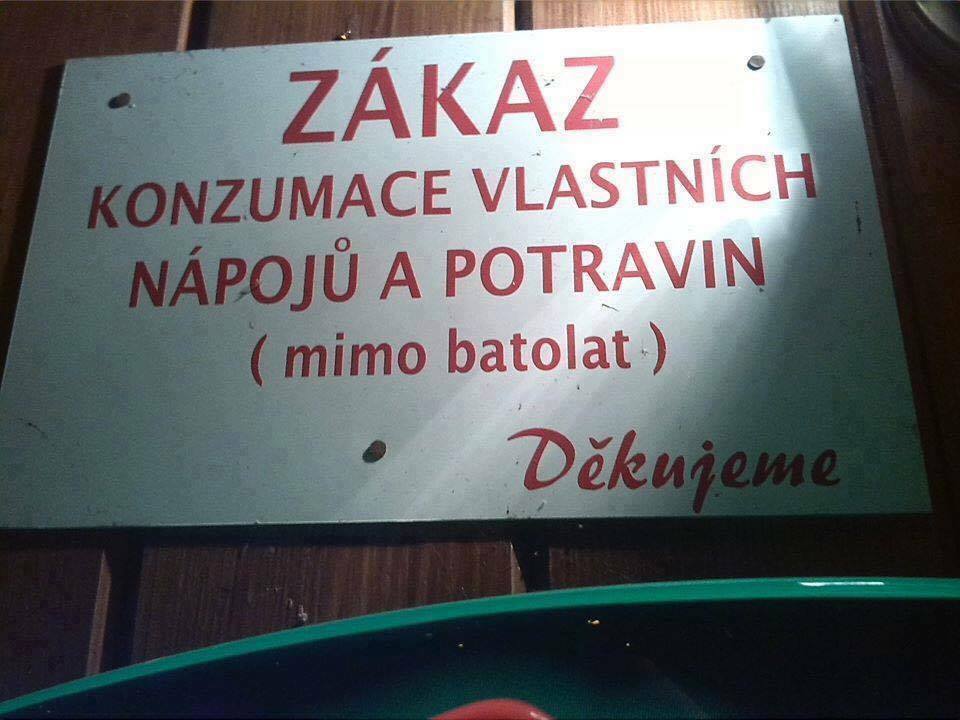 ZÁKAZ
KONZUMACE VLASTNÍCH
NÁPOJŮ A POTRAVIN
( mimo batolat )
Děkujeme